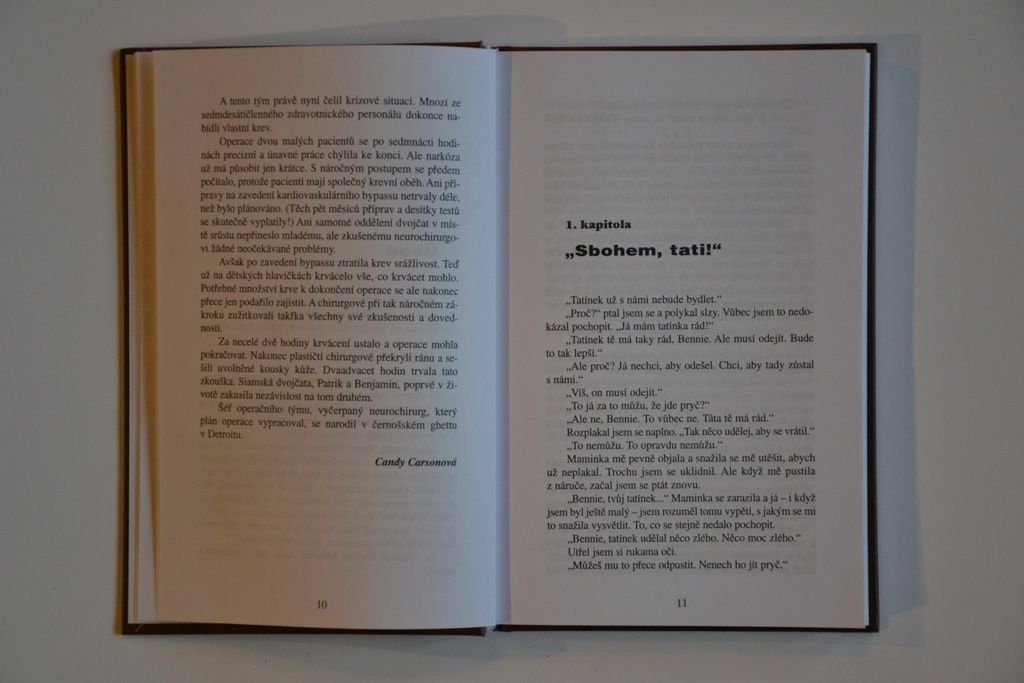 A tento tým právě nyní čelil krizové situaci. Mnozí ze
sedmdesátičlenného zdravotnického personálu dokonce na-
bídli vlastní krev.
Operace dvou malých pacientů se po sedmnácti hodi-
nách precizní a únavné práce chýlila ke konci. Ale narkóza
už má působit jen krátce. S náročným postupem se předem
počítalo, protože pacienti mají společný krevní oběh. Ani pří-
pravy na zavedení kardiovaskulárního bypassu netrvaly déle,
než bylo plánováno. (Těch pět měsíců příprav a desítky testů
se skutečně vyplatily!) Ani samotné oddělení dvojčat v mís-
tě srůstu nepřineslo mladému, ale zkušenému neurochirurgo-
vi žádné neočekávané problémy.
Avšak po zavedení bypassu ztratila krev srážlivost. Teď
už na dětských hlavičkách krvácelo vše, co krvácet mohlo.
Potřebné množství krve k dokončení operace se ale nakonec
přece jen podařilo zajistit. A chirurgové při tak náročném zá-
kroku zužitkovali takřka všechny své zkušenosti a doved-
nosti.
Za necelé dvě hodiny krvácení ustalo a operace mohla
pokračovat. Nakonec plastičtí chirurgové překryli ránu a se-
šili uvolněné kousky kůže. Dvaadvacet hodin trvala tato
zkouška. Siamská dvojčata, Patrik a Benjamin, poprvé v ži-
votě zakusila nezávislost na tom druhém.
Šéf operačního týmu, vyčerpaný neurochirurg, který
plán operace vypracoval, se narodil v černošském ghettu
v Detroitu.
Candy Carsonová
10
1. kapitola
„Sbohem, tati!“
„Tatínek už s námi nebude bydlet.“
„Proč?“ ptal jsem se a polykal slzy. Vůbec jsem to nedo-
kázal pochopit. „Já mám tatínka rád!“
„Tatínek tě má taky rád, Bennie. Ale musí odejít. Bude
to tak lepší.“
„Ale proč? Já nechci, aby odešel. Chci, aby tady zůstal
s námi.“
„Víš, on musí odejít.“
„To já za to můžu, že jde pryč?“
„Ale ne, Bennie. To vůbec ne. Táta tě má rád.“
Rozplakal jsem se naplno. „Tak něco udělej, aby se vrátil.“
„To nemůžu. To opravdu nemůžu.“
Maminka mě pevně objala a snažila se mě utěšit, abych
už neplakal. Trochu jsem se uklidnil. Ale když mě pustila
z náruče, začal jsem se ptát znovu.
„Bennie, tvůj tatínek...“ Maminka se zarazila a já – i když
jsem byl ještě malý – jsem rozuměl tomu vypětí, s jakým se mi
to snažila vysvětlit. To, co se stejně nedalo pochopit.
„Bennie, tatínek udělal něco zlého. Něco moc zlého.“
Utřel jsem si rukama oči.
„Můžeš mu to přece odpustit. Nenech ho jít pryč.“
11